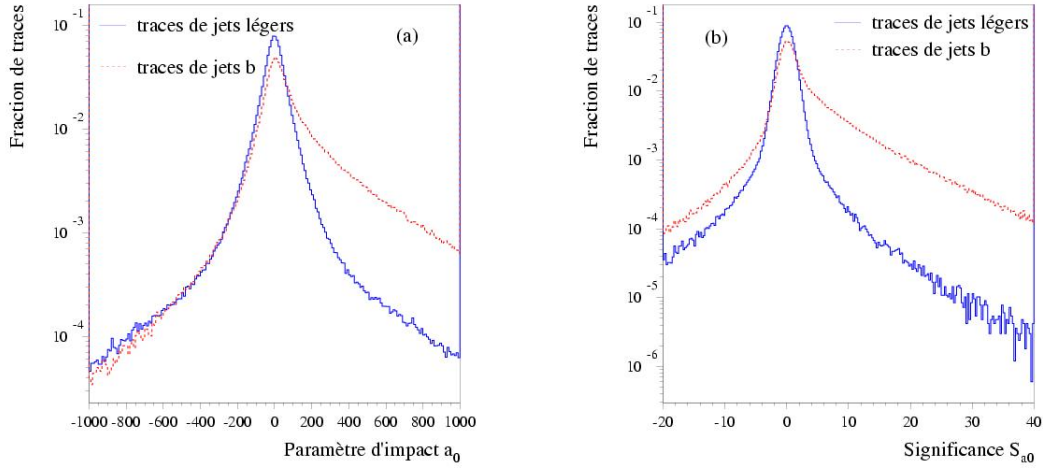 Fraction de traces
10^-1
10^-2
10^-3
10^-4
traces de jets légers
traces de jets b
(a)
-1000 -800 -600 -400 -200 0 200 400 600 800 1000
Paramètre d'impact a0
Fraction de traces
10^-1
10^-2
10^-3
10^-4
10^-5
10^-6
(b)
traces de jets légers
traces de jets b
-20 -10 0 10 20 30 40
Significance Sa0